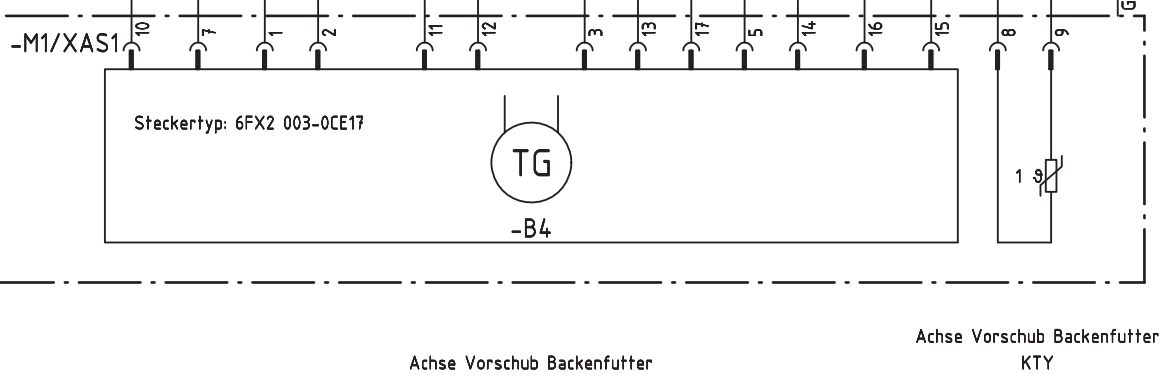 G
-M1/XAS1 10 7 1 2 11 12 3 13 17 5 14 16 15 8 9
Steckertyp: 6FX2 003-0CE17
TG
1 ϑ
-B4
Achse Vorschub Backenfutter
KTY
Achse Vorschub Backenfutter